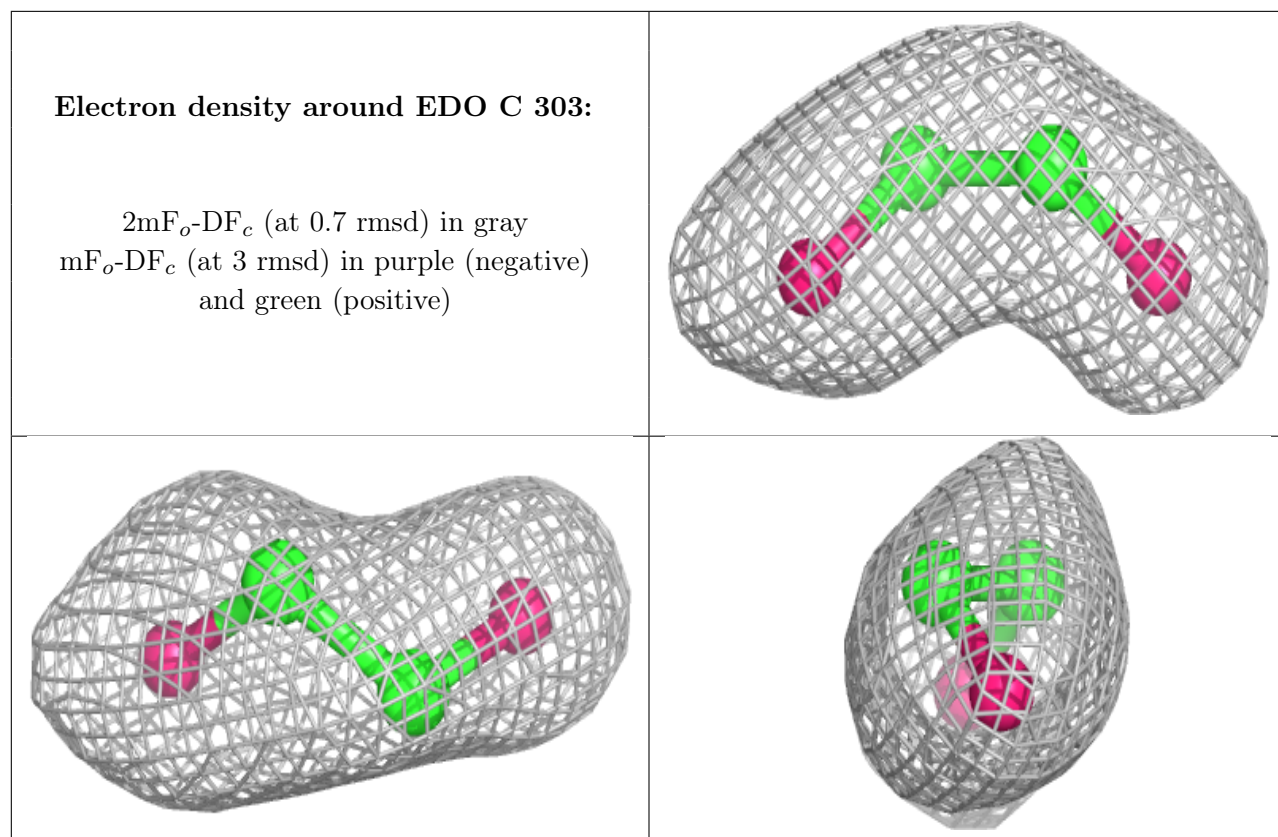 Electron density around EDO C 303:
2mFo-DFc (at 0.7 rmsd) in gray
mFo-DFc (at 3 rmsd) in purple (negative)
and green (positive)